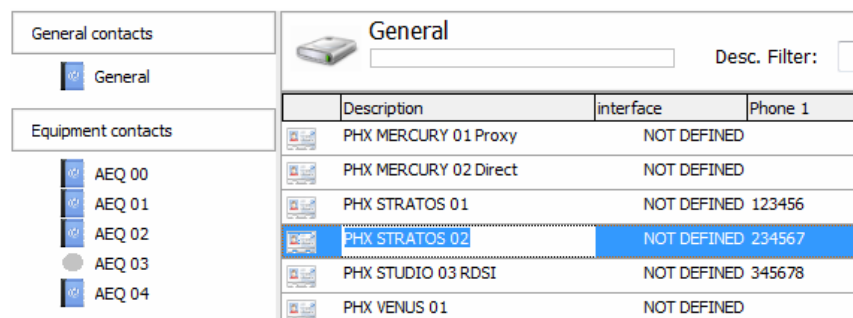 General contacts
General
Equipment contacts
AEQ 00
AEQ 01
AEQ 02
AEQ 03
AEQ 04
General
Desc. Filter:
Description interface Phone 1
PHX MERCURY 01 Proxy NOT DEFINED
PHX MERCURY 02 Direct NOT DEFINED
PHX STRATOS 01 NOT DEFINED 123456
PHX STRATOS 02 NOT DEFINED 234567
PHX STUDIO 03 RDSI NOT DEFINED 345678
PHX VENUS 01 NOT DEFINED